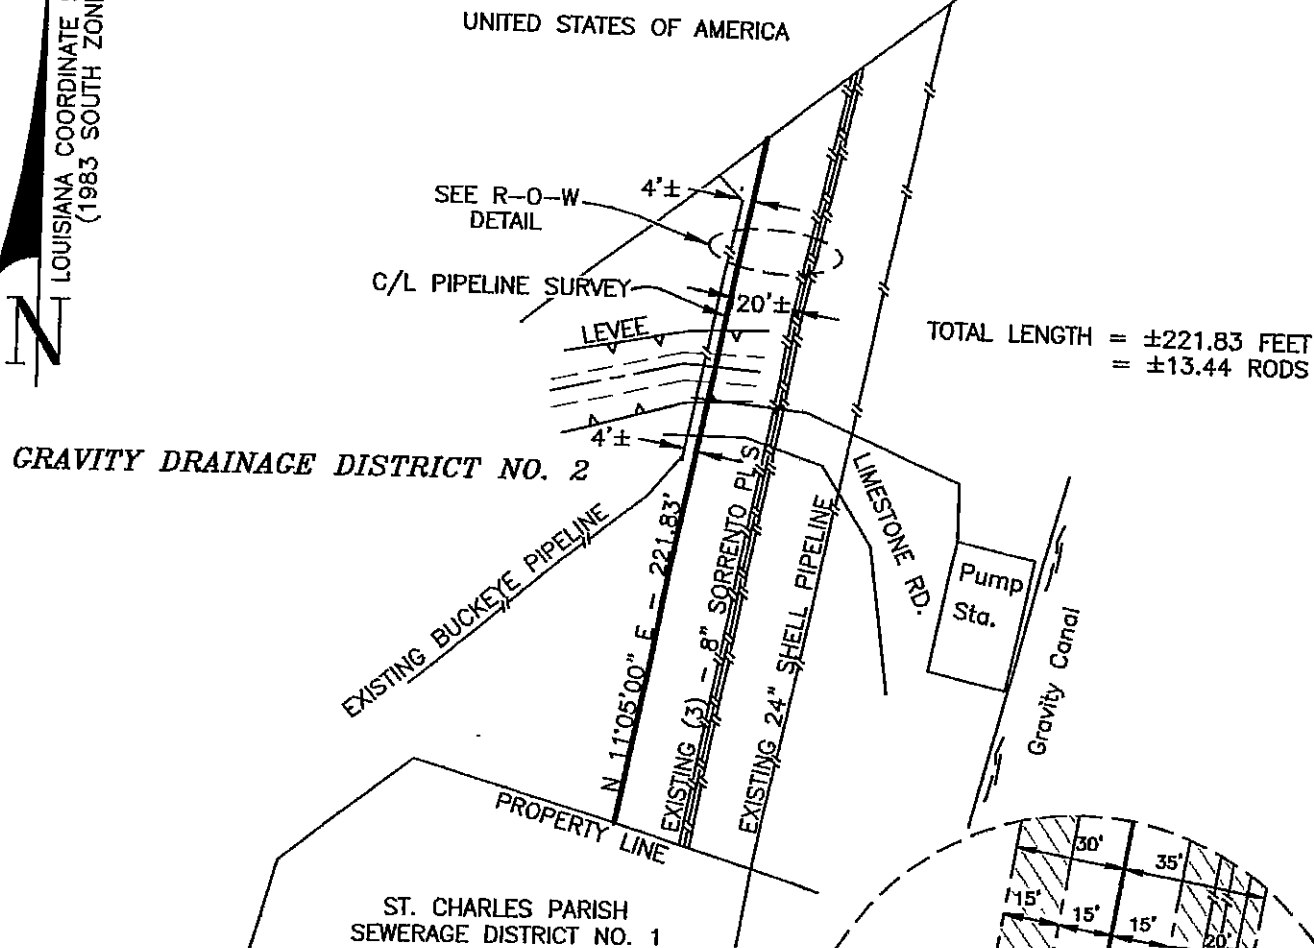 LOUISIANA COORDINATE
(1983 SOUTH ZONE
N
UNITED STATES OF AMERICA
SEE R-O-W
DETAIL
4'±
C/L PIPELINE SURVEY
20'±
LEVEE
TOTAL LENGTH = ±221.83 FEET
= ±13.44 RODS
GRAVITY DRAINAGE DISTRICT NO. 2
4'±
EXISTING BUCKEYE PIPELINE
N 11°05'00" E - 221.83'
EXISTING (3) - 8" SORRENTO PL'S
EXISTING 24" SHELL PIPELINE
LIMESTONE RD.
Pump
Sta.
Gravity Canal
PROPERTY LINE
ST. CHARLES PARISH
SEWERAGE DISTRICT NO. 1
30'
35'
15'
15'
15'
20'